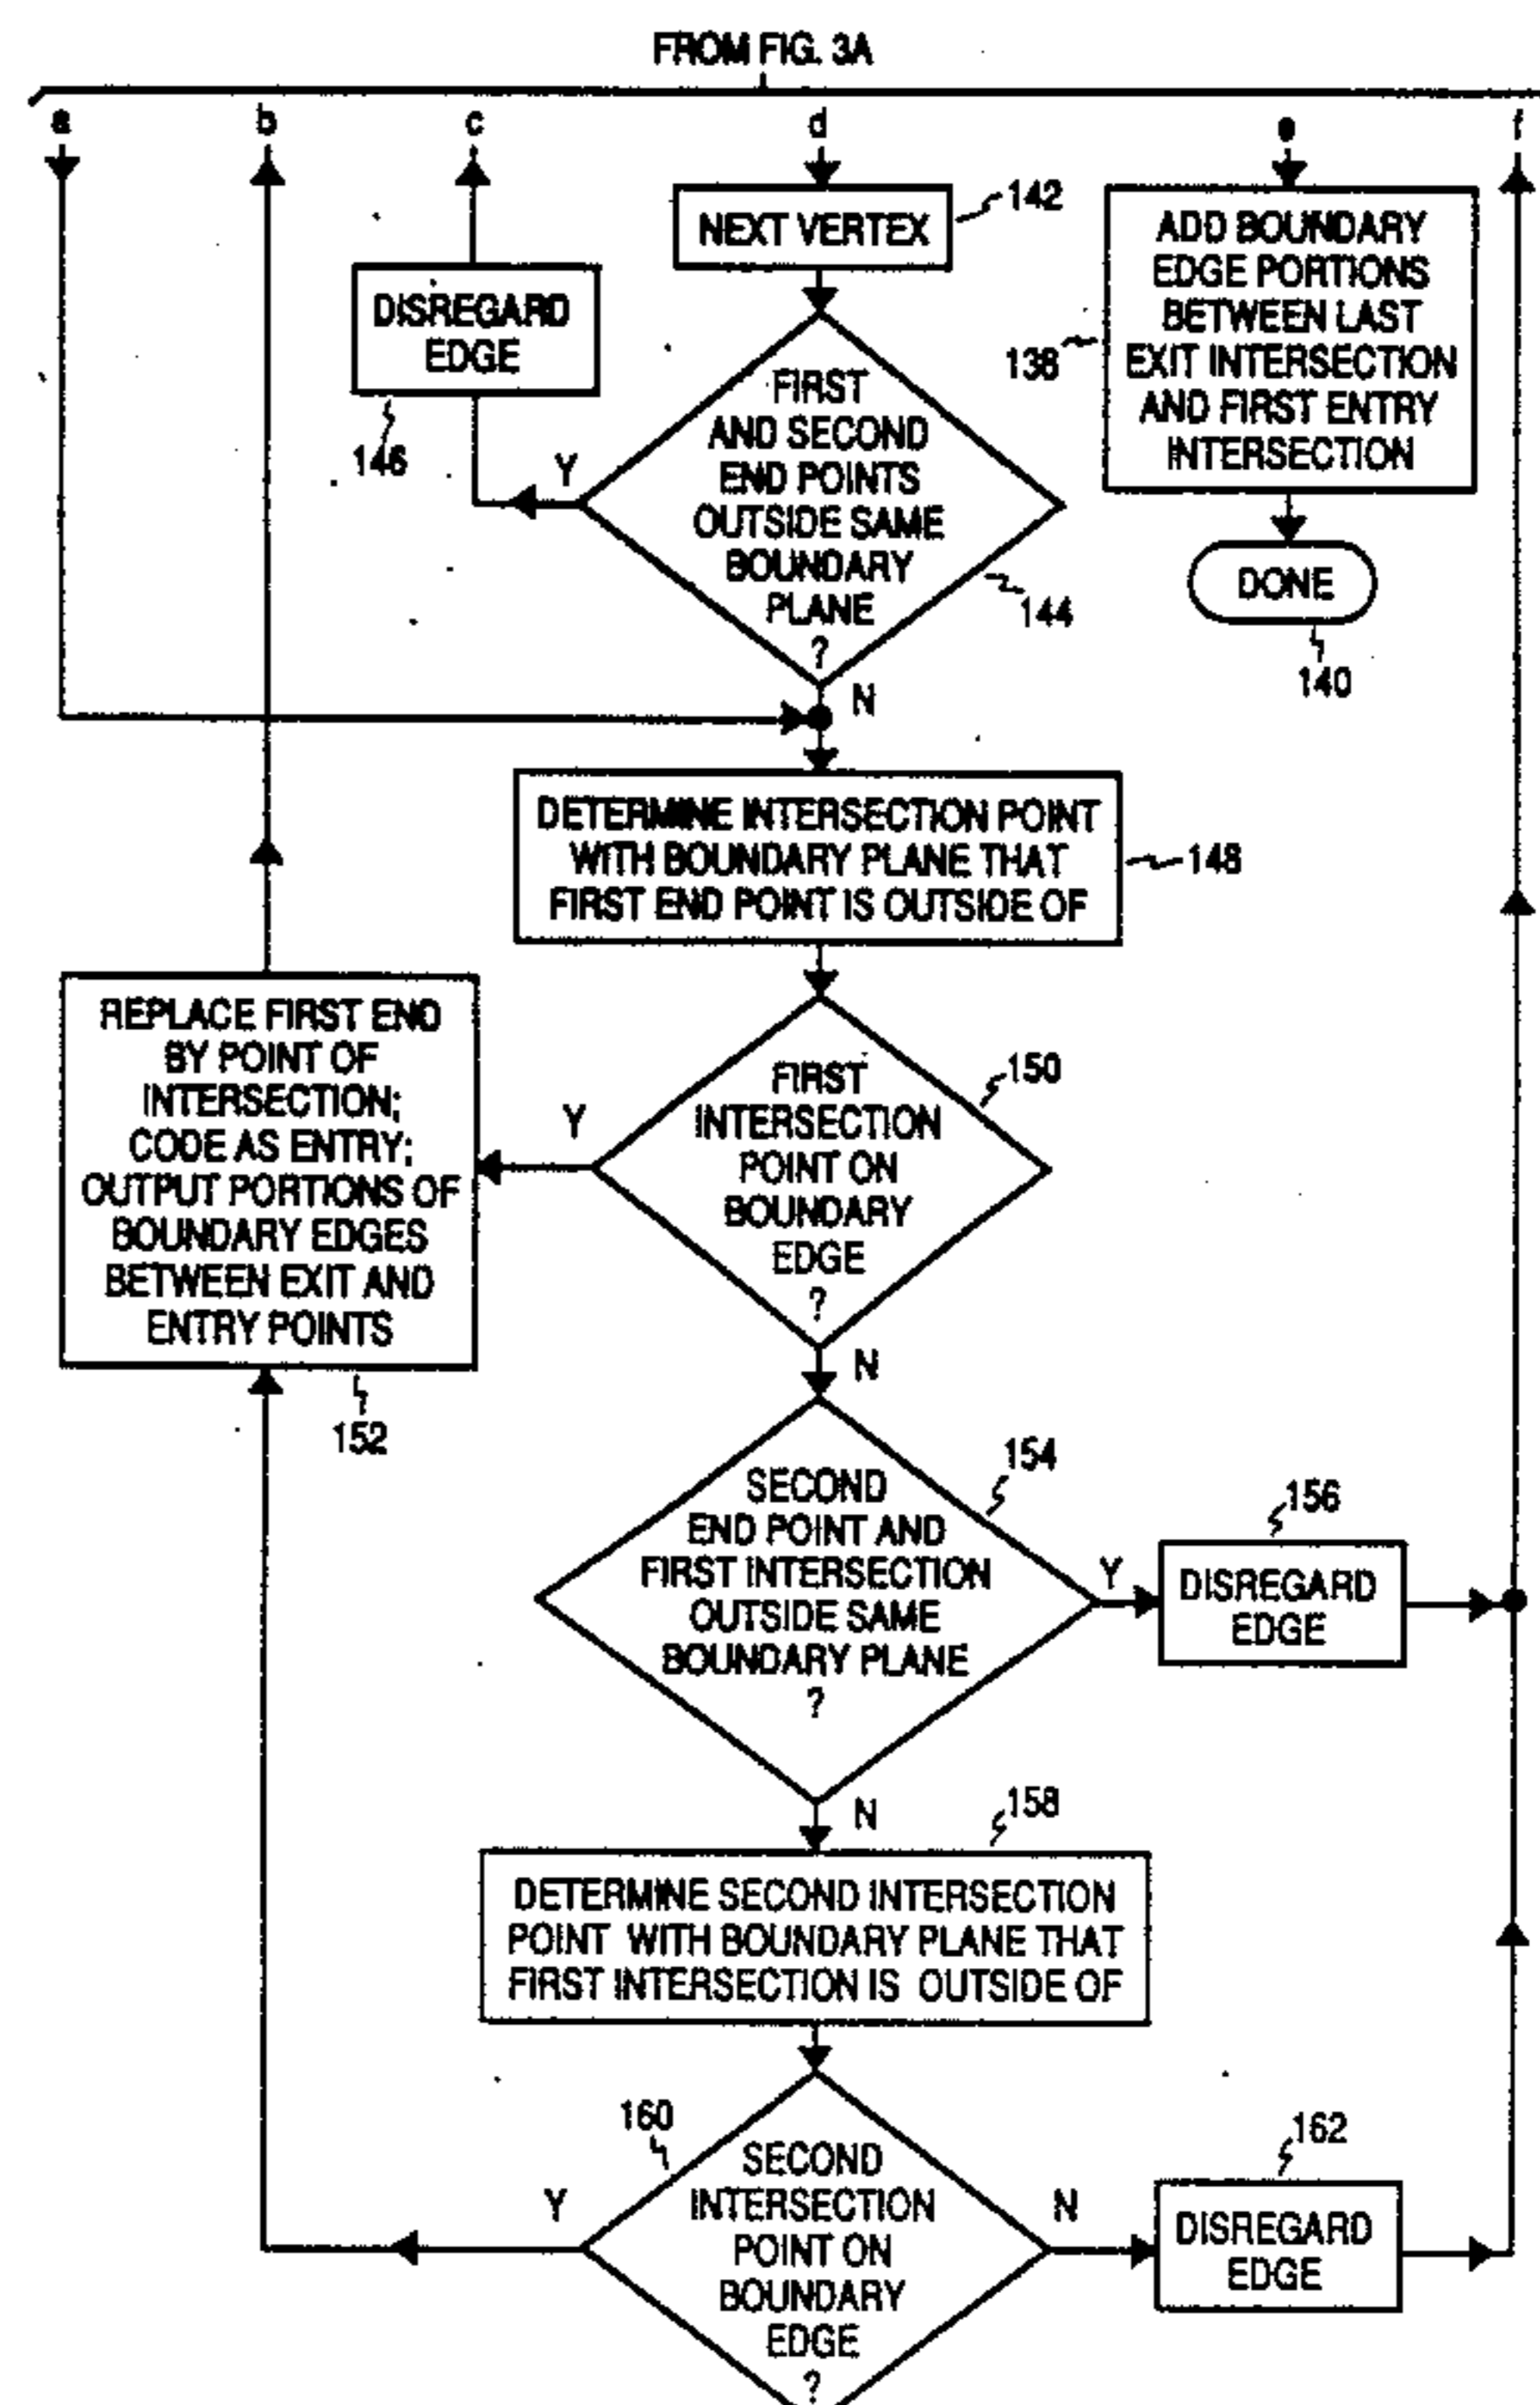 FROM FIG. 3A
a
b
c
d
e
f
NEXT VERTEX
142
DISREGARD
EDGE
146
FIRST
AND SECOND
END POINTS
OUTSIDE SAME
BOUNDARY
PLANE
?
144
Y
N
ADD BOUNDARY
EDGE PORTIONS
BETWEEN LAST
EXIT INTERSECTION
AND FIRST ENTRY
INTERSECTION
138
DONE
140
DETERMINE INTERSECTION POINT
WITH BOUNDARY PLANE THAT
FIRST END POINT IS OUTSIDE OF
148
FIRST
INTERSECTION
POINT ON
BOUNDARY
EDGE
?
150
Y
N
REPLACE FIRST END
BY POINT OF
INTERSECTION;
CODE AS ENTRY;
OUTPUT PORTIONS OF
BOUNDARY EDGES
BETWEEN EXIT AND
ENTRY POINTS
152
SECOND
END POINT AND
FIRST INTERSECTION
OUTSIDE SAME
BOUNDARY PLANE
?
154
Y
N
DISREGARD
EDGE
156
DETERMINE SECOND INTERSECTION
POINT WITH BOUNDARY PLANE THAT
FIRST INTERSECTION IS OUTSIDE OF
158
SECOND
INTERSECTION
POINT ON
BOUNDARY
EDGE
?
160
Y
N
DISREGARD
EDGE
162